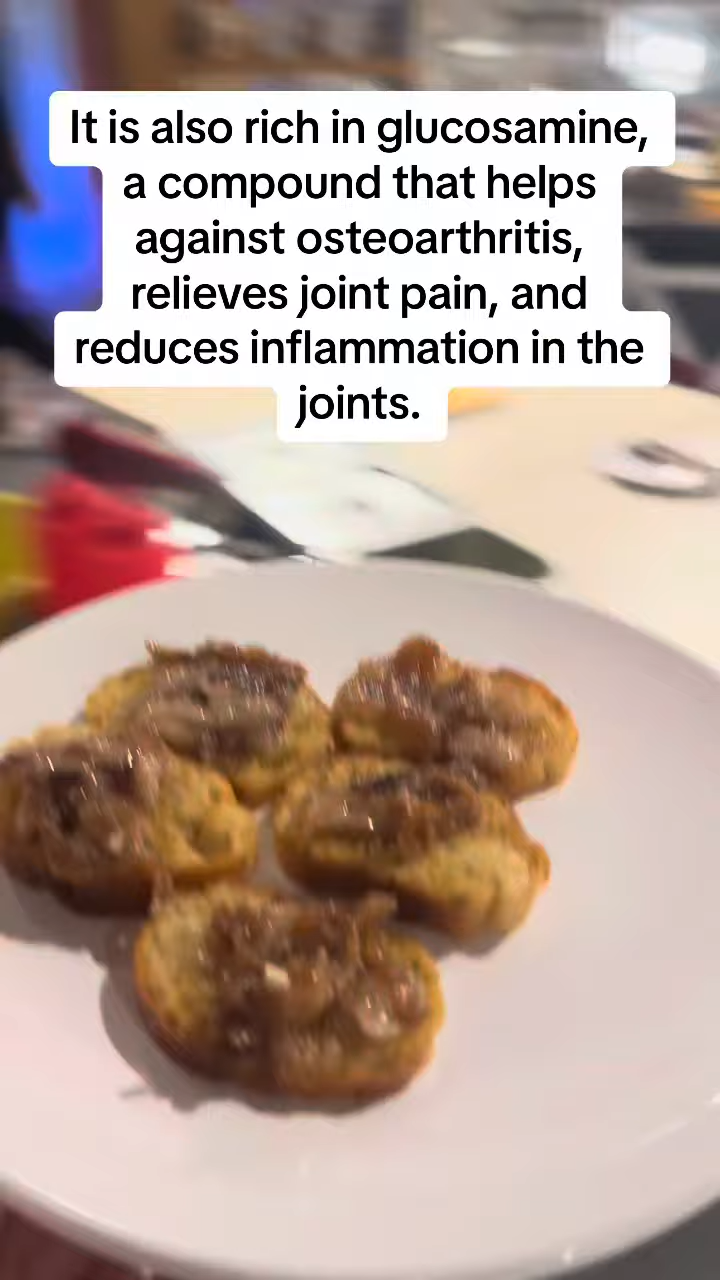 It is also rich in glucosamine,
a compound that helps
against osteoarthritis,
relieves joint pain, and
reduces inflammation in the
joints.